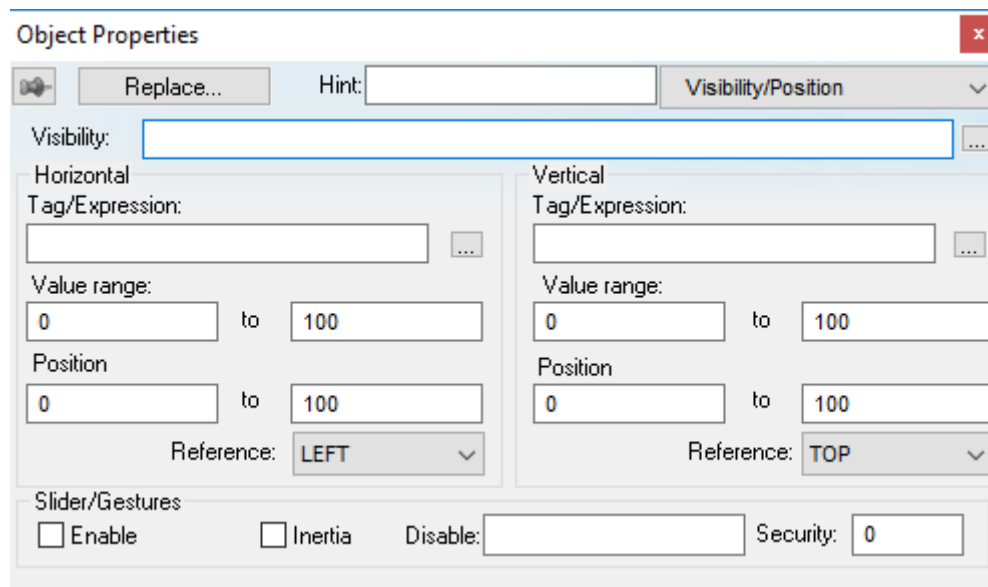 Object Properties
x
Replace... Hint: Visibility/Position
Visibility: ...
Horizontal Vertical
Tag/Expression: Tag/Expression:
... ...
Value range: Value range:
0 to 100 0 to 100
Position Position
0 to 100 0 to 100
Reference: LEFT Reference: TOP
Slider/Gestures
Enable Inertia Disable: Security: 0